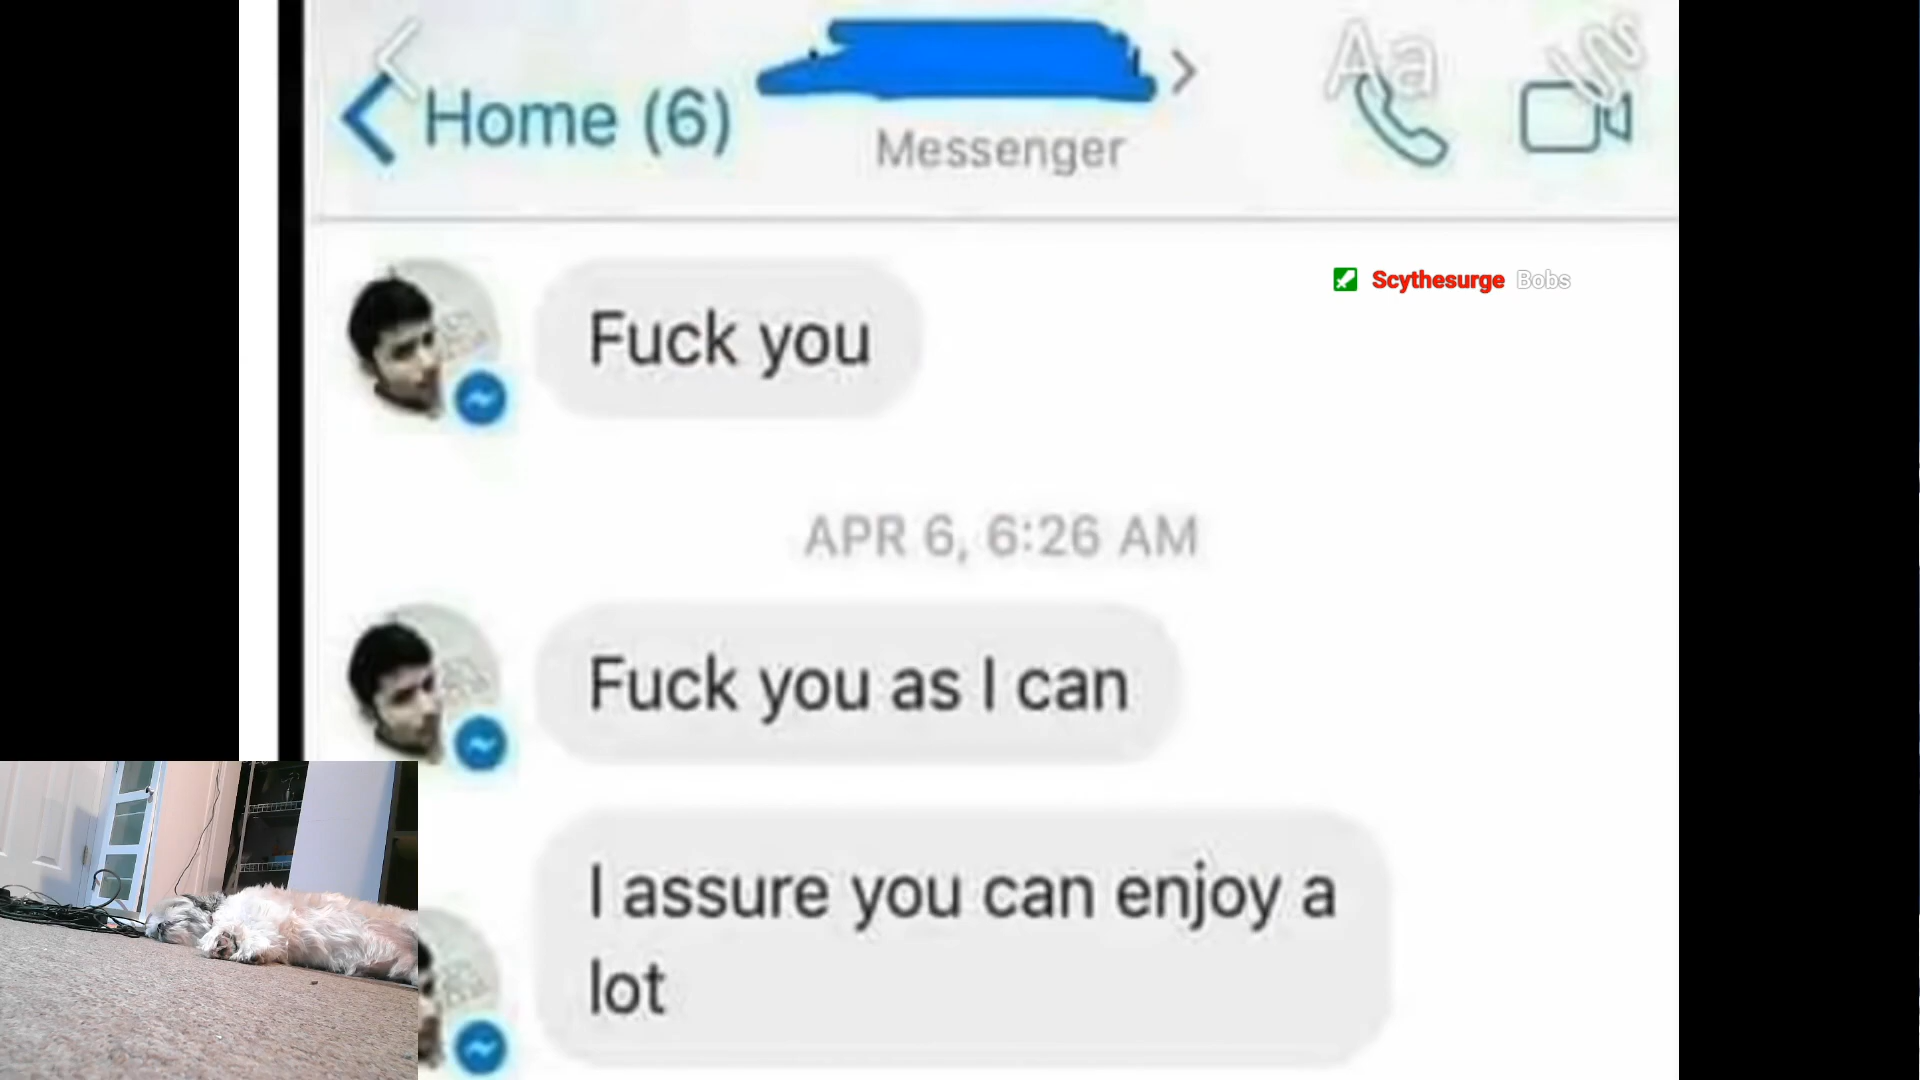 Home (6)
Messenger
Aa
Scythesurge Bobs
Fuck you
APR 6, 6:26 AM
Fuck you as I can
I assure you can enjoy a
lot